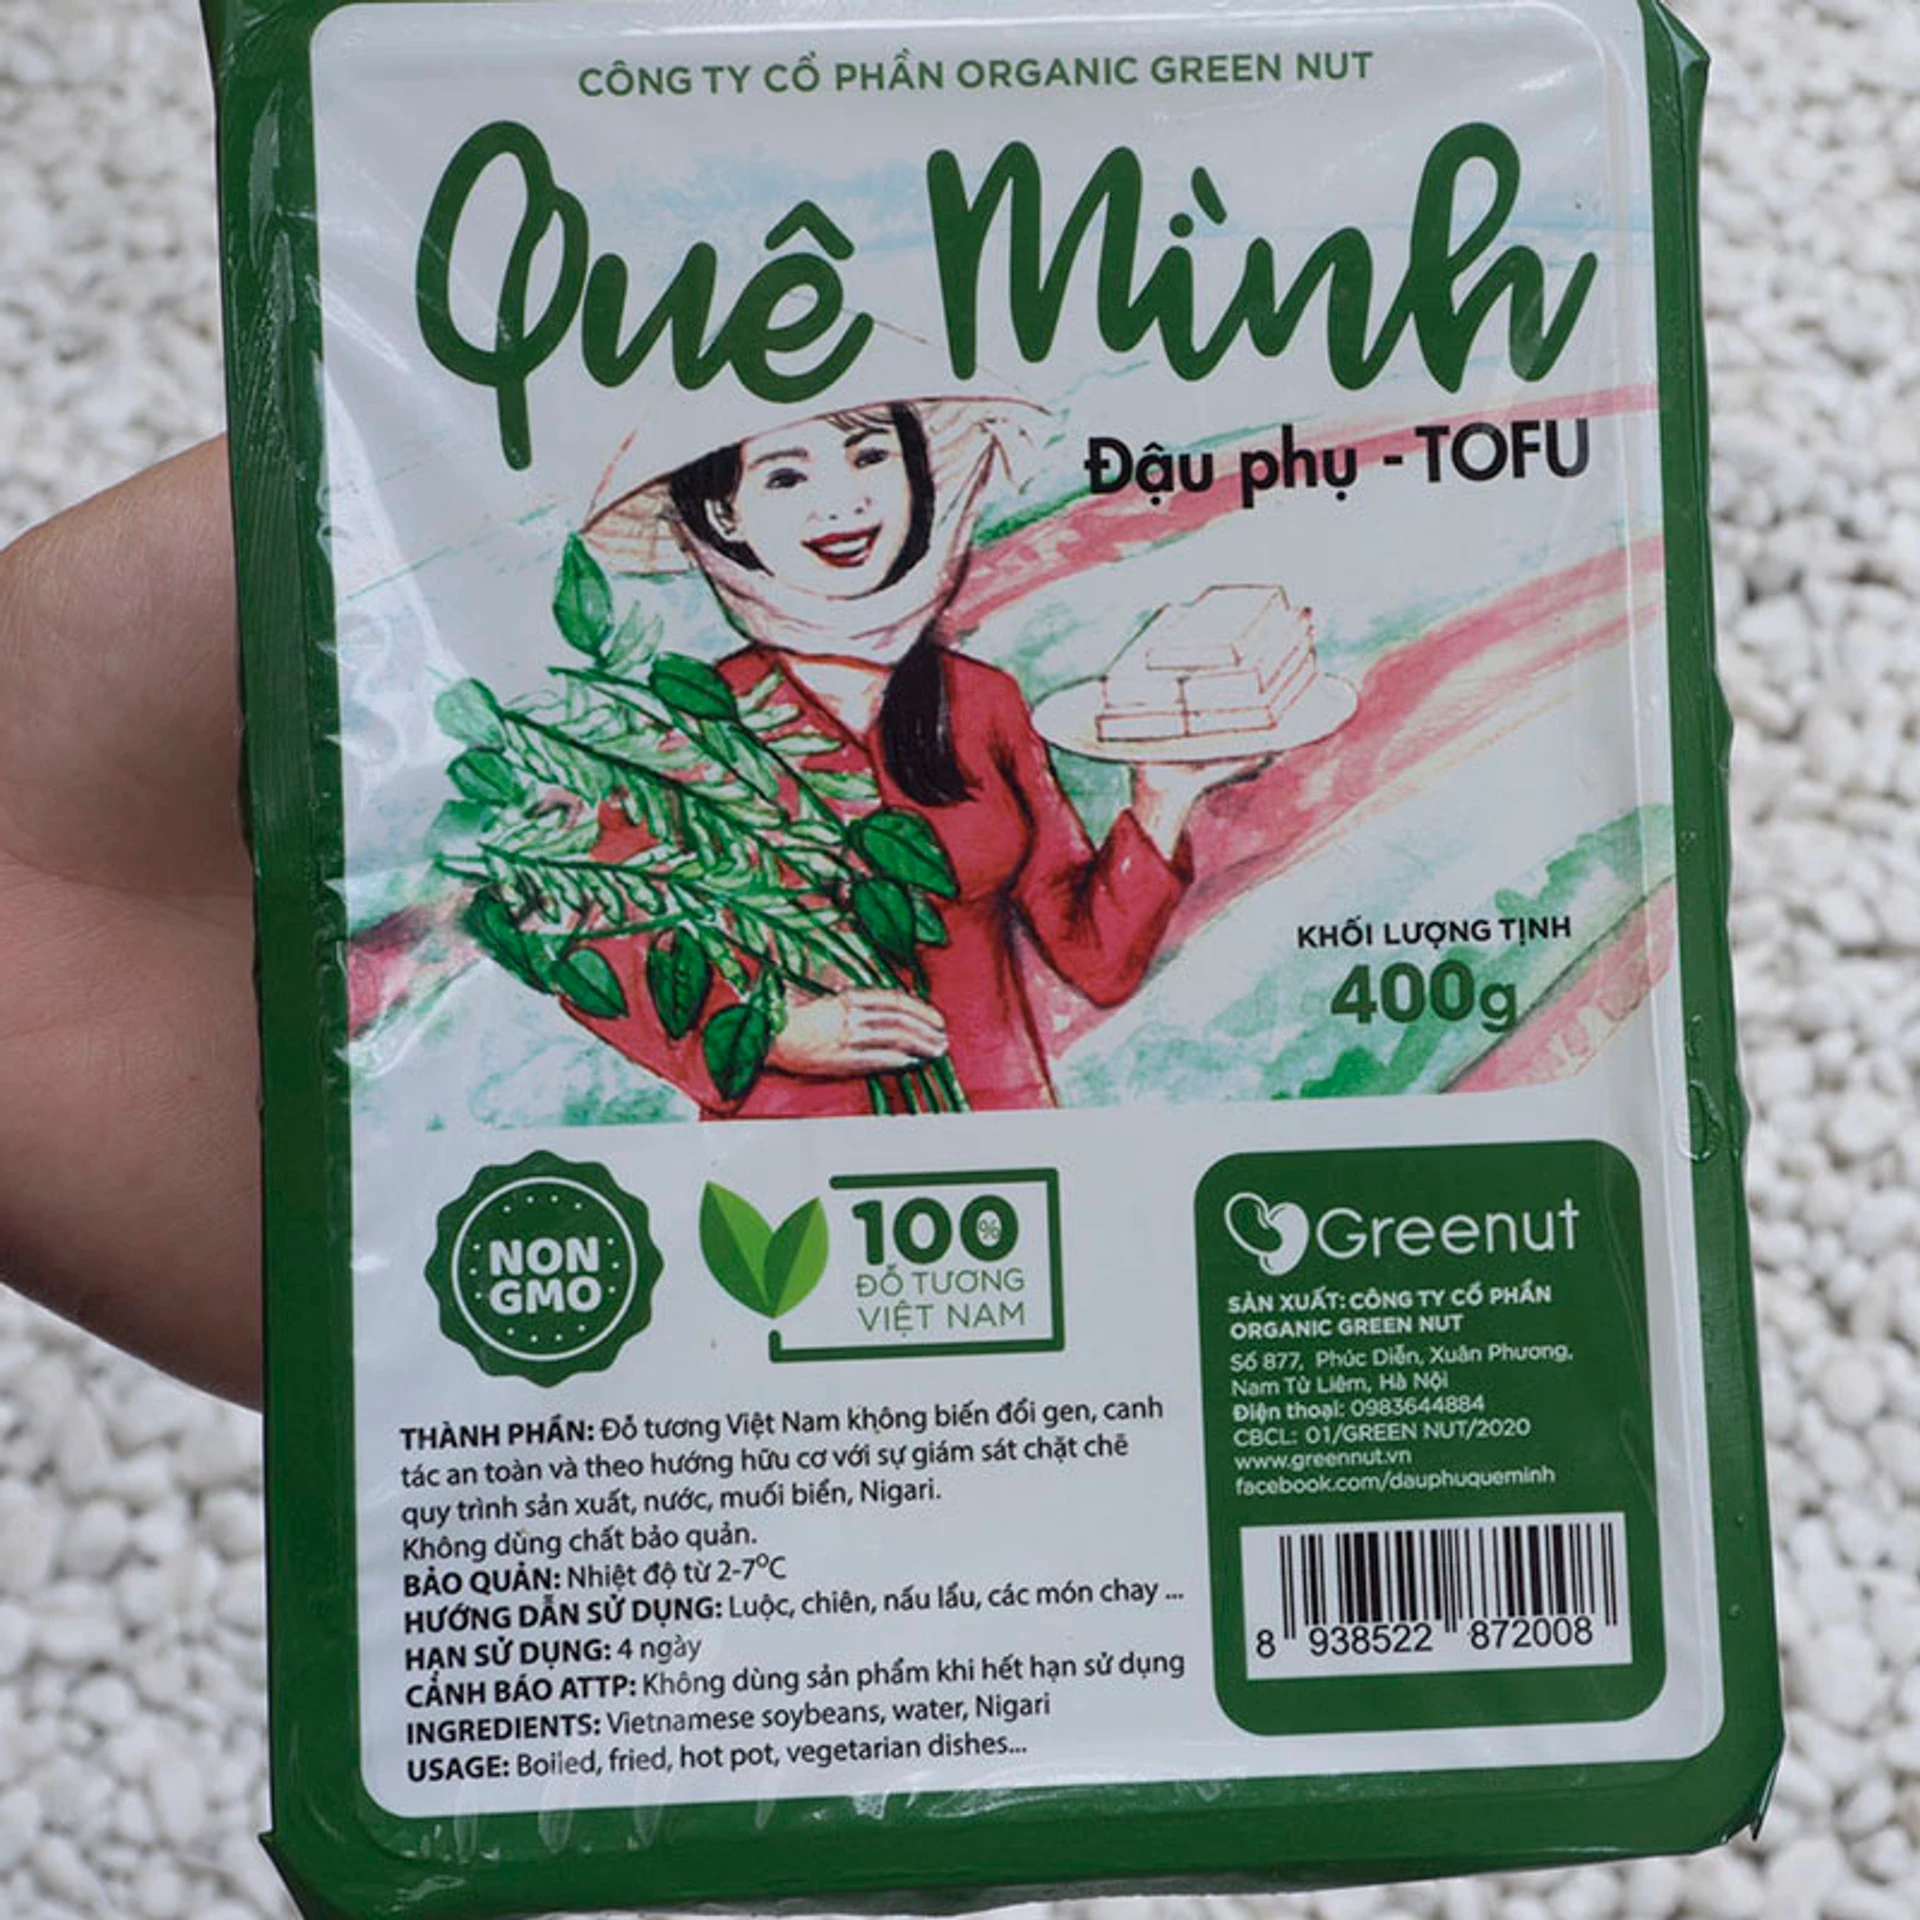 CÔNG TY CỔ PHẦN ORGANIC GREEN NUT
Quê Mình
Đậu phụ - TOFU
KHỐI LƯỢNG TỊNH
400g
NON
GMO
100%
ĐỖ TƯƠNG
VIỆT NAM
THÀNH PHẦN: Đỗ tương Việt Nam không biến đổi gen, canh
tác an toàn và theo hướng hữu cơ với sự giám sát chặt chẽ
quy trình sản xuất, nước, muối biển, Nigari.
Không dùng chất bảo quản.
BẢO QUẢN: Nhiệt độ từ 2-7ºC
HƯỚNG DẪN SỬ DỤNG: Luộc, chiên, nấu lẩu, các món chay ...
HẠN SỬ DỤNG: 4 ngày
CẢNH BÁO ATTP: Không dùng sản phẩm khi hết hạn sử dụng
INGREDIENTS: Vietnamese soybeans, water, Nigari
USAGE: Boiled, fried, hot pot, vegetarian dishes...
Greenut
SẢN XUẤT: CÔNG TY CỔ PHẦN
ORGANIC GREEN NUT
Số 877, Phúc Diễn, Xuân Phương,
Nam Từ Liêm, Hà Nội
Điện thoại: 0983644884
CBCL: 01/GREEN NUT/2020
www.greennut.vn
facebook.com/dauphuqueminh
8 938522 872008